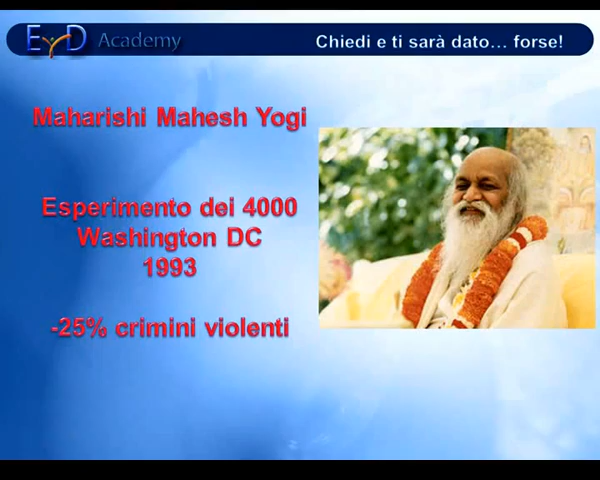 EYD Academy
Chiedi e ti sarà dato... forse!
Maharishi Mahesh Yogi
Esperimento dei 4000
Washington DC
1993
-25% crimini violenti